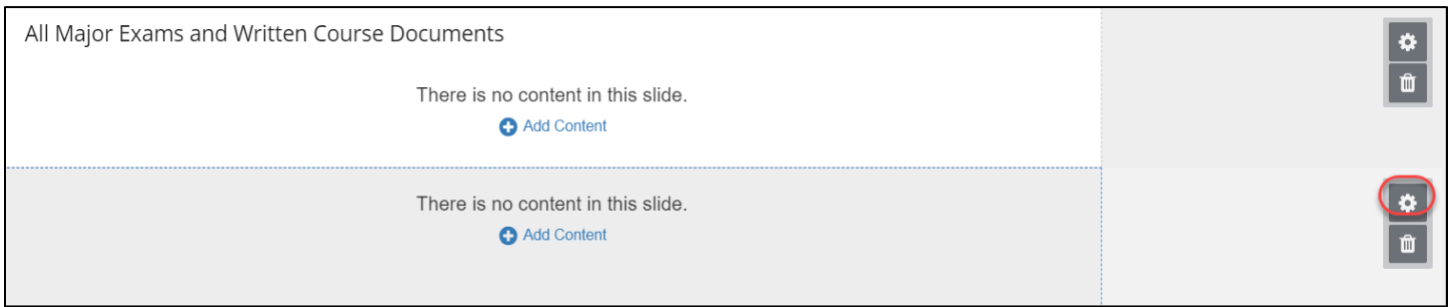 All Major Exams and Written Course Documents
There is no content in this slide.
Add Content
There is no content in this slide.
Add Content